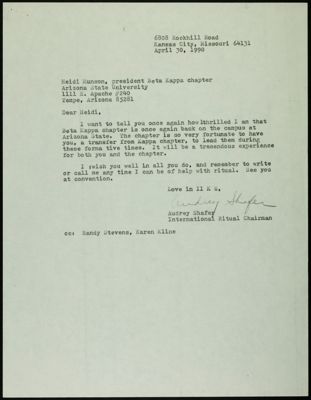 6808 Rockhill Road
Kansas City, Missouri 64131
April 30, 1990
Heidi Munson, president Beta Kappa chapter
Arizona State University
1111 E. Apache #240
Tempe, Arizona 85281
Dear Heidi,
I want to tell you once again how thrilled I am that
Beta Kappa chapter is once again back on the campus at
Arizona State. The chapter is so very fortunate to have
you, a transfer from Kappa chapter, to lead them during
these forma tive times. It will be a tremendous experience
for both you and the chapter.
I wish you well in all you do, and remember to write
or call me any time I can be of help with ritual. See you
at convention.
Love in
Audrey Shafer
Audrey Shafer
International Ritual Chairman
cc: Randy Stevens, Karen Kline